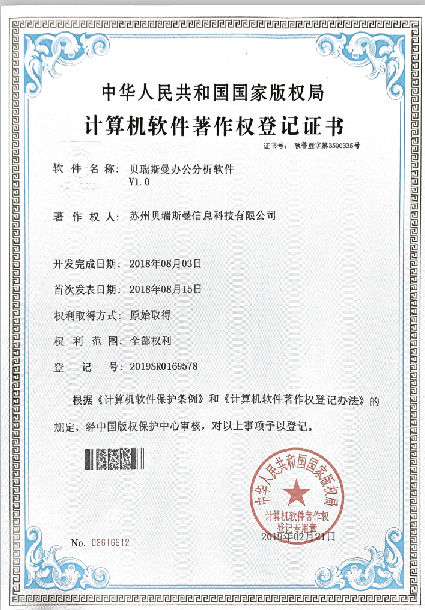 中华人民共和国国家版权局
计算机软件著作权登记证书
证书号： 软著登字第3590335号
软件名称： 贝瑞斯曼办公分析软件
V1.0
著作权人： 苏州贝瑞斯曼信息科技有限公司
开发完成日期： 2018年08月03日
首次发表日期： 2018年08月15日
权利取得方式： 原始取得
权利范围： 全部权利
登记号： 2019SR0169578
根据《计算机软件保护条例》和《计算机软件著作权登记办法》的
规定，经中国版权保护中心审核，对以上事项予以登记。
中华人民共和国国家版权局
计算机软件著作权
登记专用章
2019年02月21日
No.